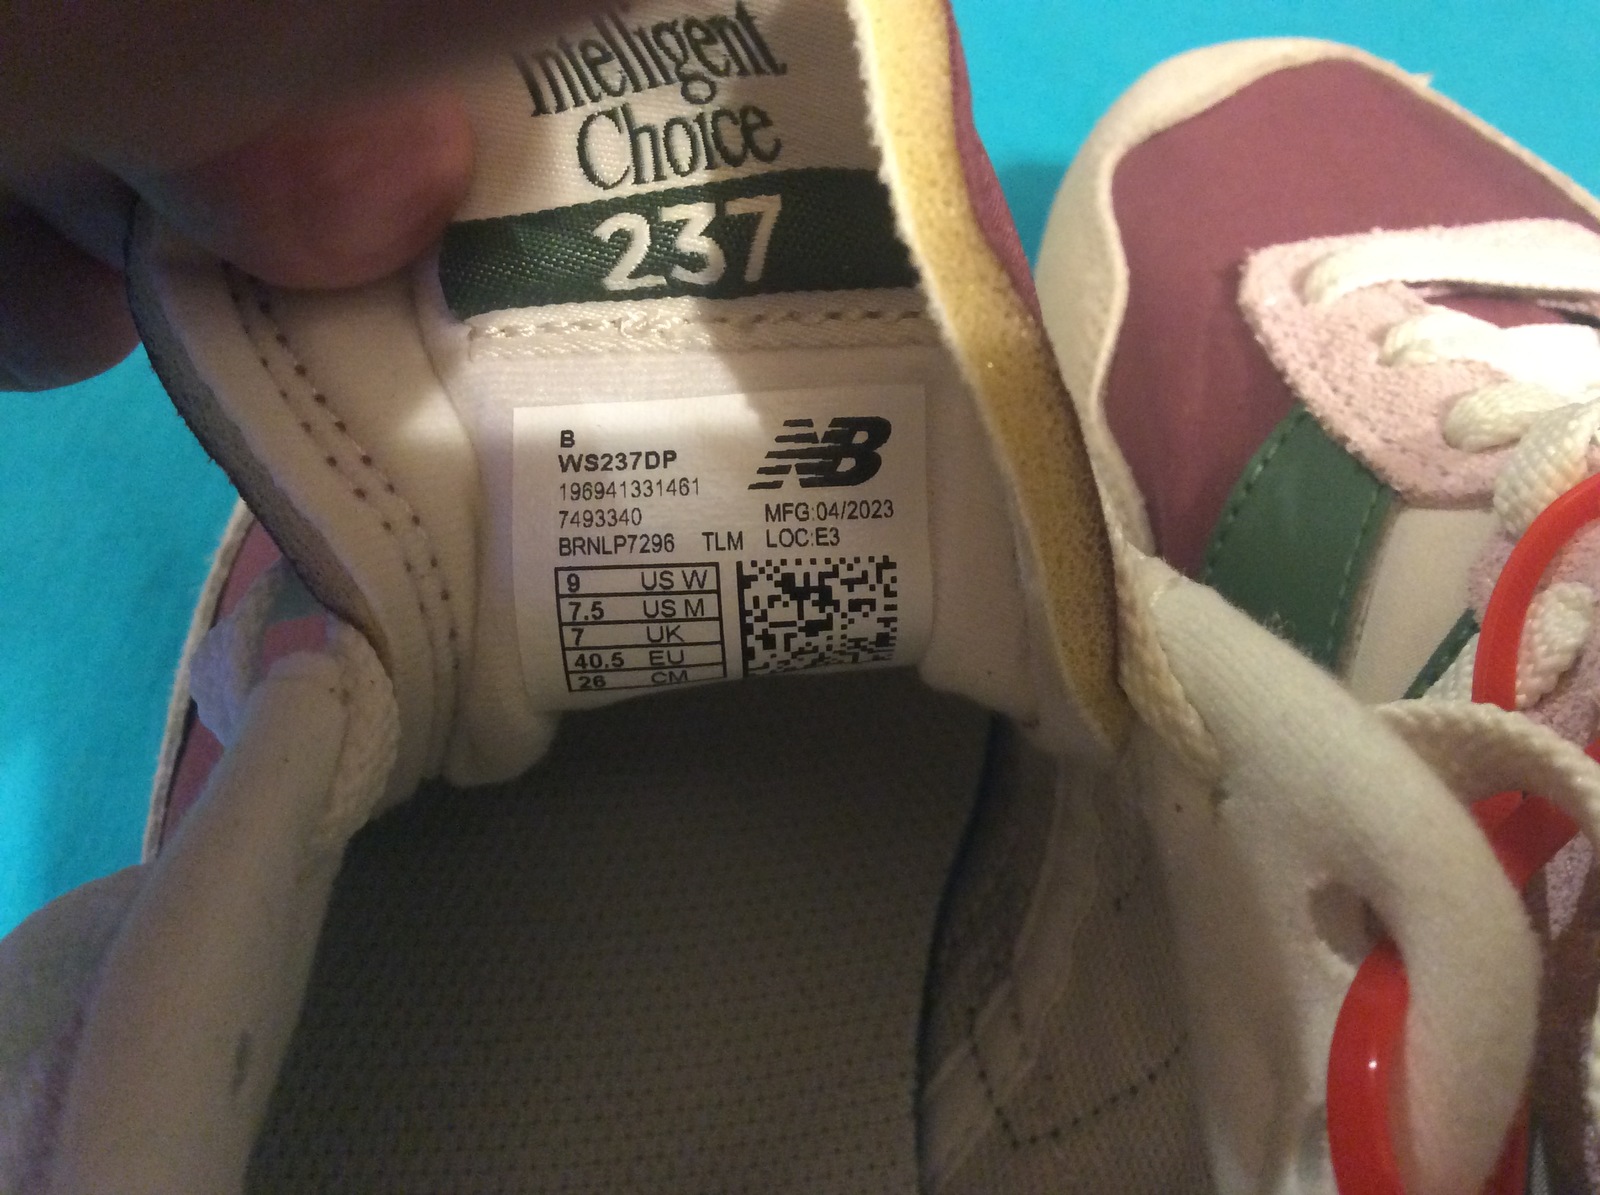 Intelligent
Choice
237
B
WS237DP
196941331461
7493340
BRNLP7296 TLM
NB
MFG:04/2023
LOC:E3
9 US W
7.5 US M
7 UK
40.5 EU
26 CM